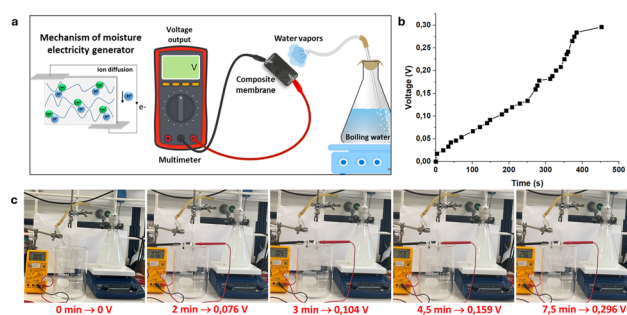 a
Mechanism of moisture
electricity generator
Ion diffusion
H⁺
e-
Voltage
output
V
Multimeter
Composite
membrane
Water vapors
Boiling water
b
Voltage (V)
0,30
0,25
0,20
0,15
0,10
0,05
0,00
0 100 200 300 400 500
Time (s)
c
0 min → 0 V
2 min → 0,076 V
3 min → 0,104 V
4,5 min → 0,159 V
7,5 min → 0,296 V